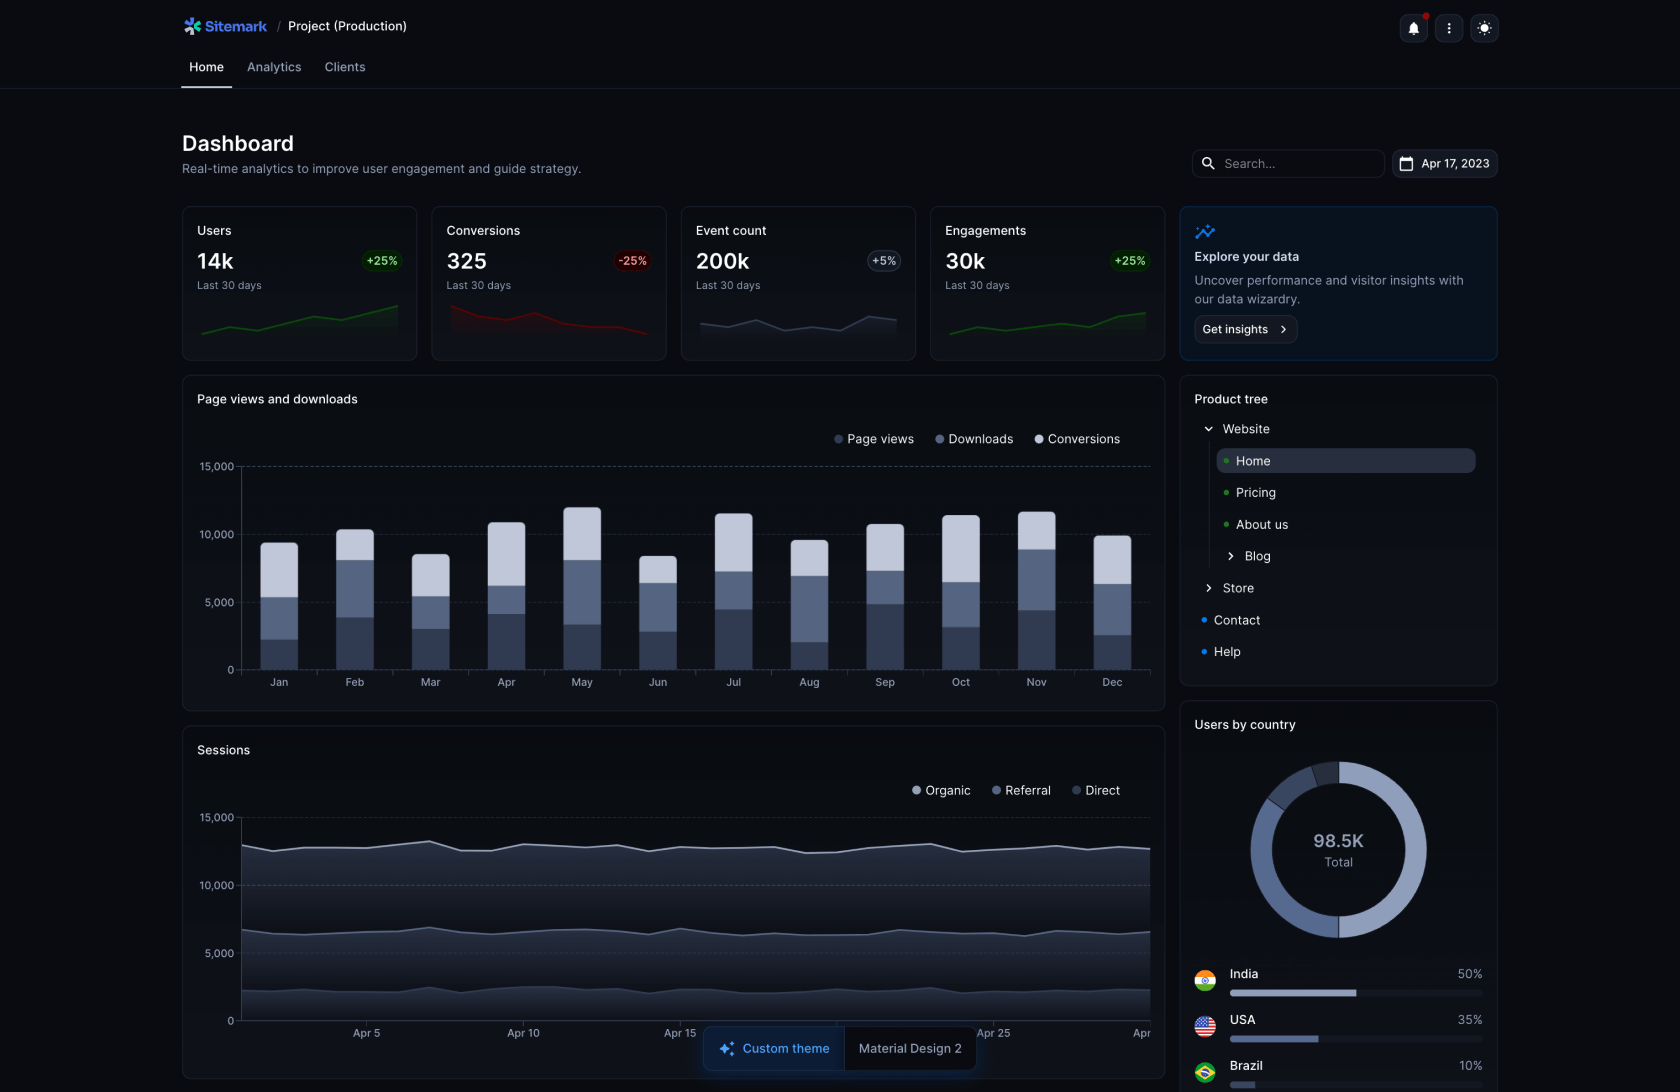 Sitemark / Project (Production)
Home Analytics Clients
Dashboard
Real-time analytics to improve user engagement and guide strategy.
Search...
Apr 17, 2023
Users
14k
+25%
Last 30 days
Conversions
325
-25%
Last 30 days
Event count
200k
+5%
Last 30 days
Engagements
30k
+25%
Last 30 days
Explore your data
Uncover performance and visitor insights with
our data wizardry.
Get insights
Page views and downloads
Page views Downloads Conversions
15,000
10,000
5,000
0
Jan Feb Mar Apr May Jun Jul Aug Sep Oct Nov Dec
Product tree
Website
Home
Pricing
About us
Blog
Store
Contact
Help
Sessions
Organic Referral Direct
15,000
10,000
5,000
0
Apr 5 Apr 10 Apr 15 Apr 25 Apr
Users by country
98.5K
Total
India 50%
USA 35%
Brazil 10%
Custom theme Material Design 2